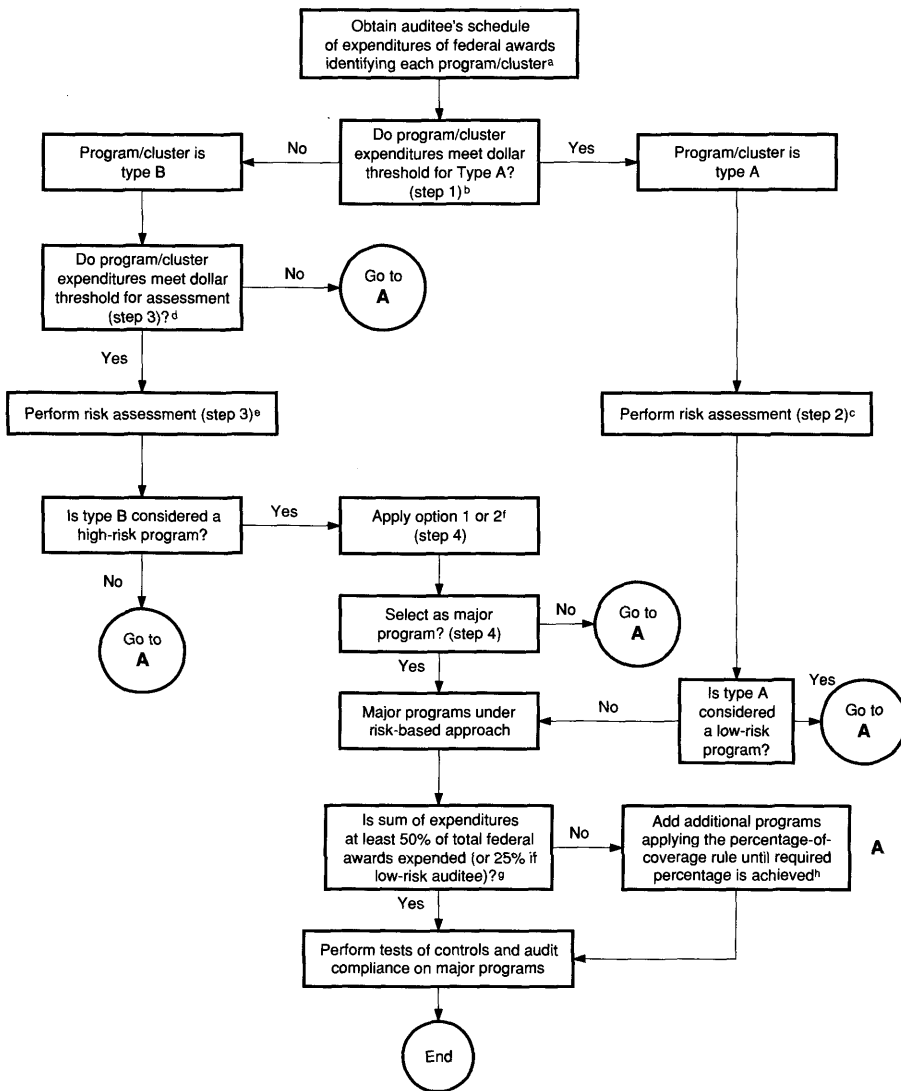 Obtain auditee's schedule
of expenditures of federal awards
identifying each program/cluster^a
Program/cluster is
type B
No
Do program/cluster
expenditures meet dollar
threshold for Type A?
(step 1)^b
Yes
Program/cluster is
type A
Do program/cluster
expenditures meet dollar
threshold for assessment
(step 3)?^d
No
Go to
A
Yes
Perform risk assessment (step 3)^e
Perform risk assessment (step 2)^c
Is type B considered a
high-risk program?
Yes
Apply option 1 or 2^f
(step 4)
No
Go to
A
Select as major
program? (step 4)
No
Go to
A
Yes
Major programs under
risk-based approach
No
Is type A
considered
a low-risk
program?
Yes
Go to
A
Is sum of expenditures
at least 50% of total federal
awards expended (or 25% if
low-risk auditee)?^g
No
Add additional programs
applying the percentage-of-
coverage rule until required
percentage is achieved^h
A
Yes
Perform tests of controls and audit
compliance on major programs
End